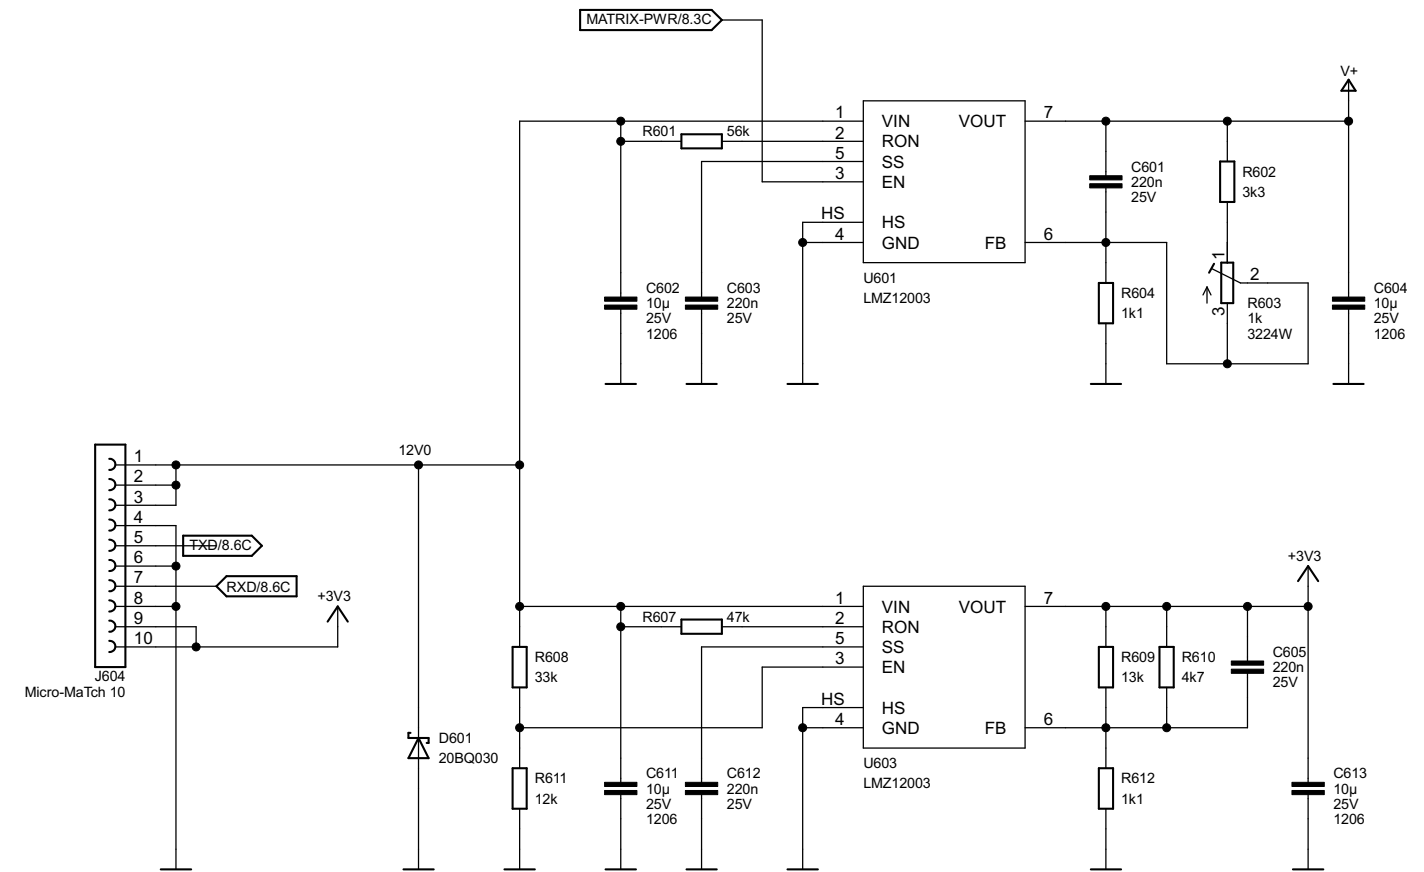 MATRIX-PWR/8.3C
V+
1 VIN VOUT 7
R601 56k 2 RON
5 SS
3 EN
HS HS
4 GND FB 6
U601
LMZ12003
C601
220n
25V
R602
3k3
C602
10µ
25V
1206
C603
220n
25V
R604
1k1
1
2
3
R603
1k
3224W
C604
10µ
25V
1206
12V0
1
2
3
4
5 TXD/8.6C
6
7 RXD/8.6C
8 +3V3
9
10
J604
Micro-MaTch 10
D601
20BQ030
+3V3
1 VIN VOUT 7
R607 47k 2 RON
5 SS
3 EN
HS HS
4 GND FB 6
U603
LMZ12003
R608
33k
R609
13k
R610
4k7
C605
220n
25V
R611
12k
C611
10µ
25V
1206
C612
220n
25V
R612
1k1
C613
10µ
25V
1206